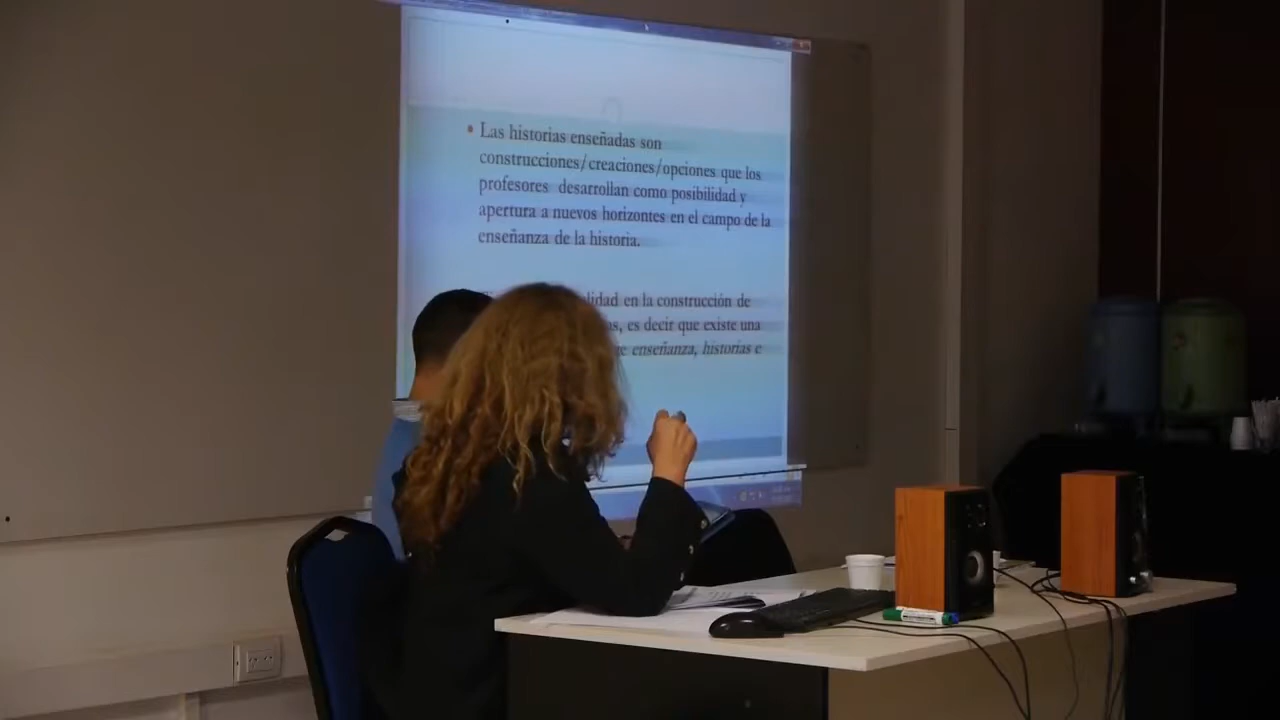 Las historias enseñadas son
construcciones/creaciones/opciones que los
profesores desarrollan como posibilidad y
apertura a nuevos horizontes en el campo de la
enseñanza de la historia.
en la construcción de
es decir que existe una
enseñanza, historias e